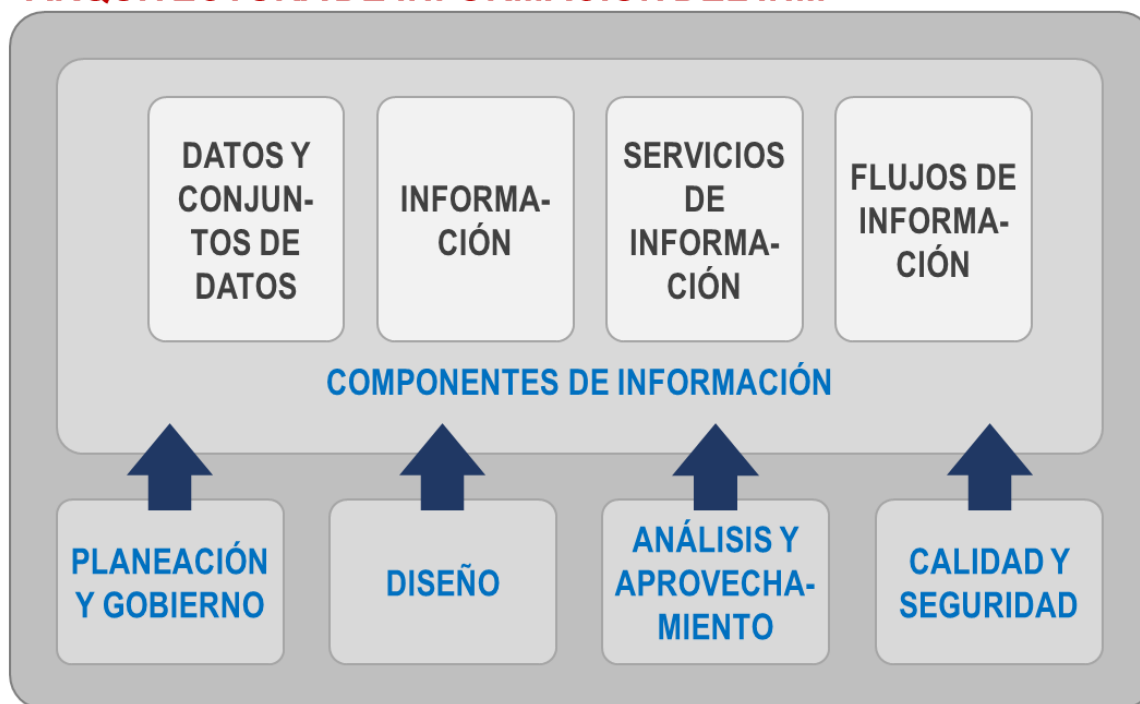 DATOS Y
CONJUN-
TOS DE
DATOS
INFORMA-
CIÓN
SERVICIOS
DE
INFORMA-
CIÓN
FLUJOS DE
INFORMA-
CIÓN
COMPONENTES DE INFORMACIÓN
PLANEACIÓN
Y GOBIERNO
DISEÑO
ANÁLISIS Y
APROVECHA-
MIENTO
CALIDAD Y
SEGURIDAD